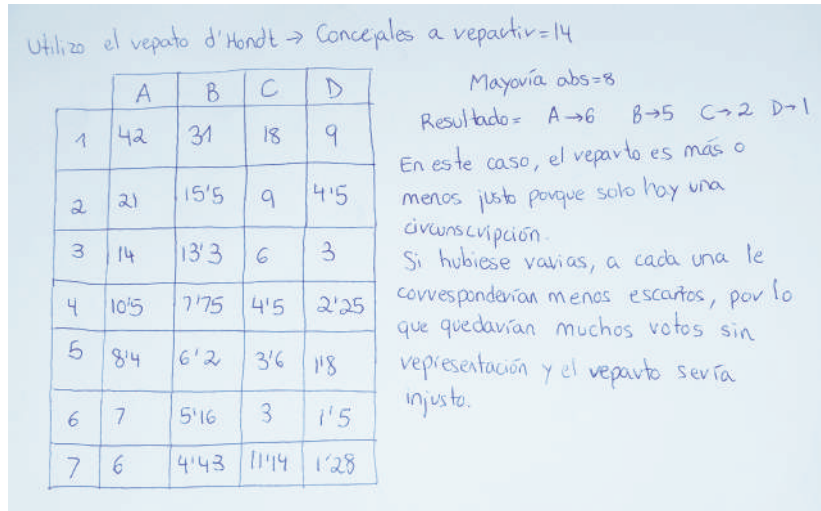 Utilizo el reparto d'Hondt → Concejales a repartir=14
A B C D
1 42 31 18 9
2 21 15'5 9 4'5
3 14 13'3 6 3
4 10'5 7'75 4'5 2'25
5 8'4 6'2 3'6 1'8
6 7 5'16 3 1'5
7 6 4'43 11'14 1'28
Mayoría abs=8
Resultado= A→6 B→5 C→2 D→1
En este caso, el reparto es más o
menos justo porque solo hay una
circunscripción.
Si hubiese varias, a cada una le
corresponderían menos escaños, por lo
que quedarían muchos votos sin
representación y el reparto sería
injusto.